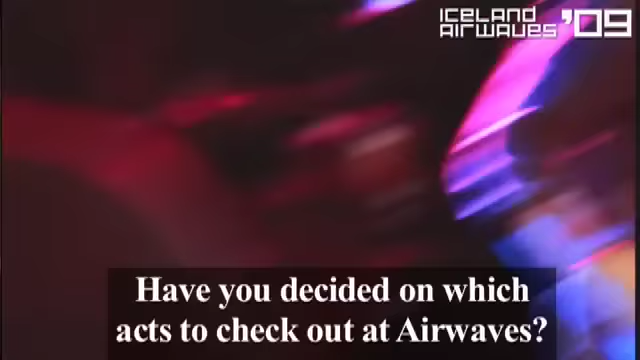 ICELAND
AIRWAVES '09
Have you decided on which
acts to check out at Airwaves?